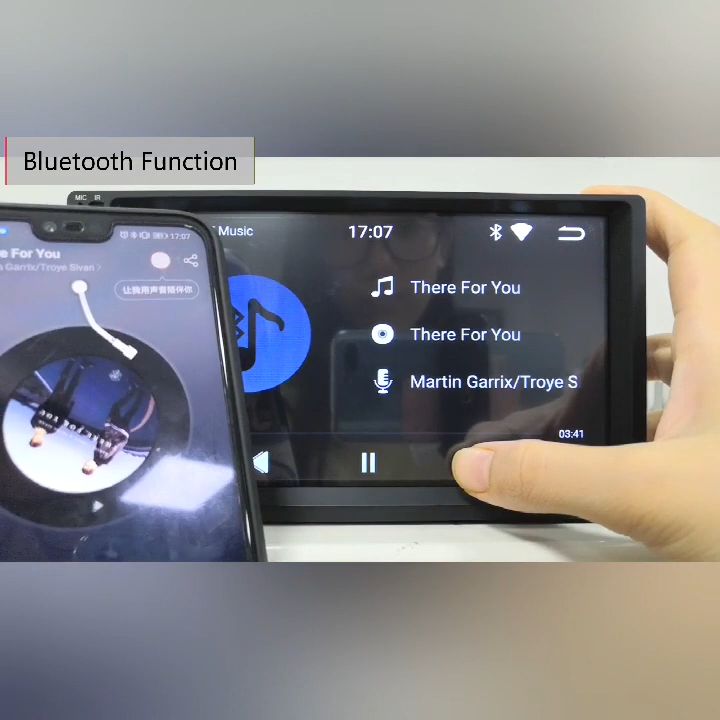 Bluetooth Function
MIC IR
17:07
e For You
Garrix/Troye Sivan >
让我用声音陪伴你
Music
17:07
There For You
There For You
Martin Garrix/Troye S
03:41